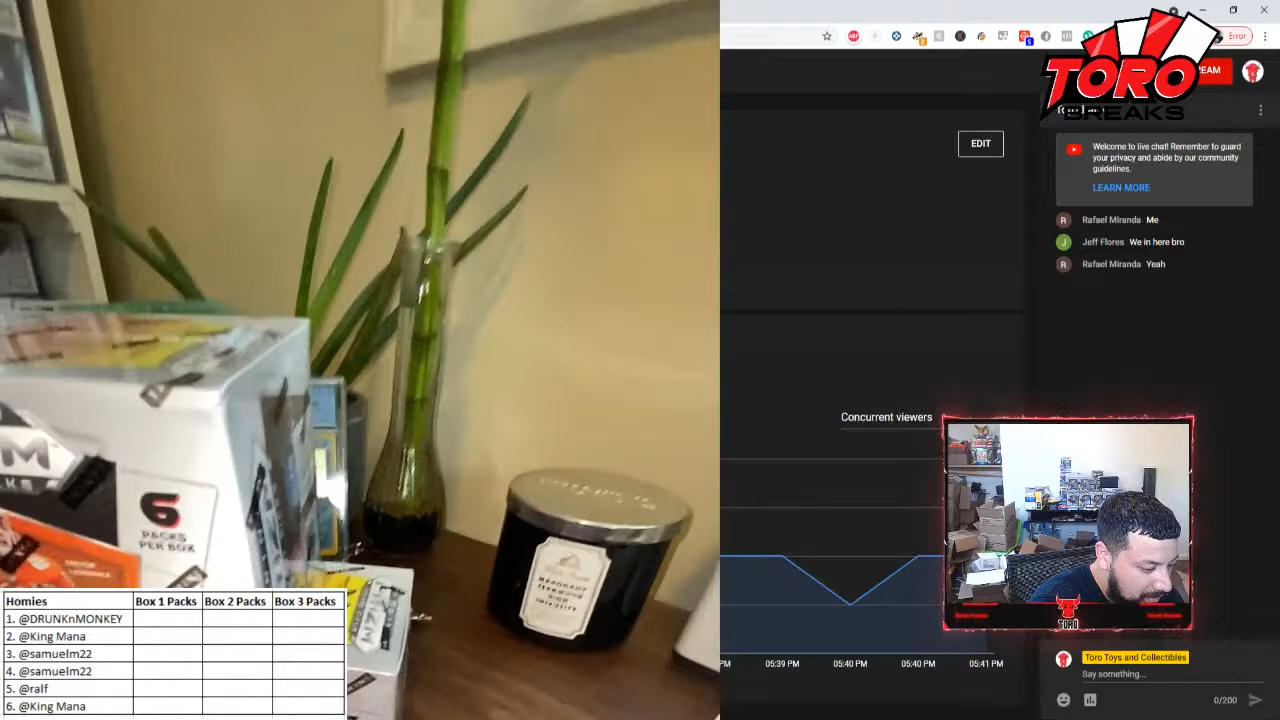 6
PACKS
PER BOX
Homies Box 1 Packs Box 2 Packs Box 3 Packs
1. @DRUNKnMONKEY
2. @King Mana
3. @samuelm22
4. @samuelm22
5. @ralf
6. @King Mana
Error
TORO
BREAKS
EAM
EDIT
Welcome to live chat! Remember to guard
your privacy and abide by our community
guidelines.
LEARN MORE
Rafael Miranda Me
Jeff Flores We in here bro
Rafael Miranda Yeah
Concurrent viewers
PM 05:39 PM 05:40 PM 05:40 PM 05:41 PM
TORO
Toro Toys and Collectibles
Say something...
0/200